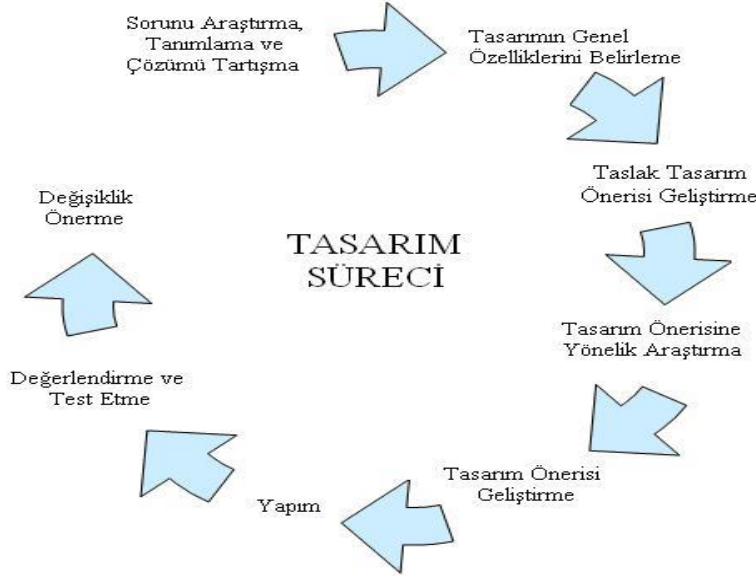 Sorunu Araştırma,
Tanımlama ve
Çözümü Tartışma
Tasarımın Genel
Özelliklerini Belirleme
Taslak Tasarım
Önerisi Geliştirme
Tasarım Önerisine
Yönelik Araştırma
Tasarım Önerisi
Geliştirme
Yapım
Değerlendirme ve
Test Etme
Değişiklik
Önerme
TASARIM
SÜRECİ